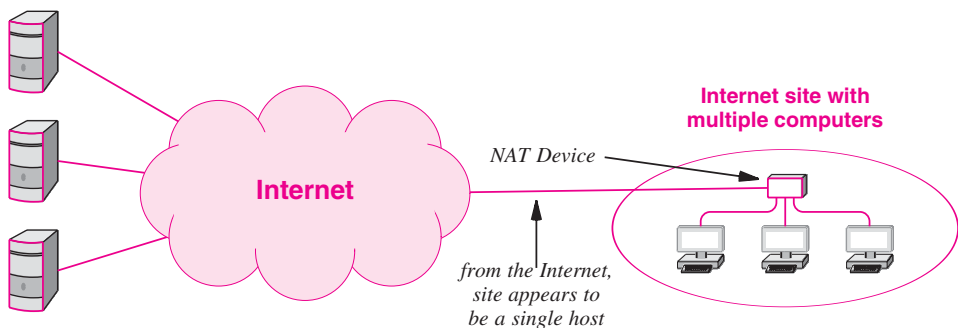 Internet site with
multiple computers
NAT Device
Internet
from the Internet,
site appears to
be a single host